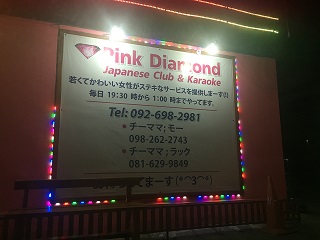 Pink Diamond
Japanese Club & Karaoke
若くてかわいい女性がステキなサービスを提供しまーす!!
毎日 19:30 時から 1:00 時までやってます。
Tel: 092-698-2981
* チーママ; モー
098-262-2743
* チーママ ; ラック
081-629-9849
てまーす (*^3^*)